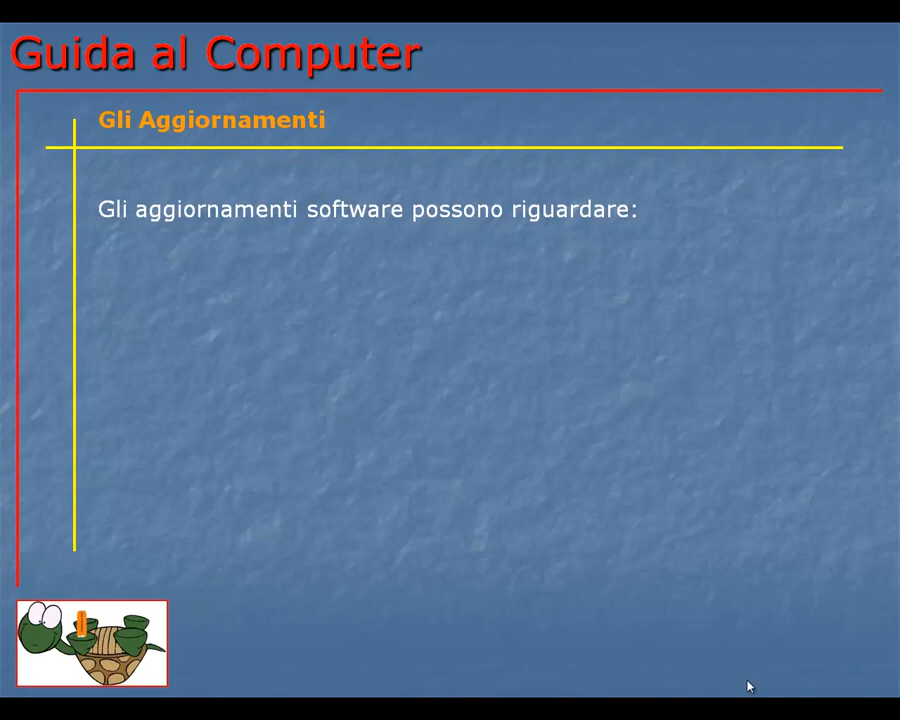 Guida al Computer
Gli Aggiornamenti
Gli aggiornamenti software possono riguardare: